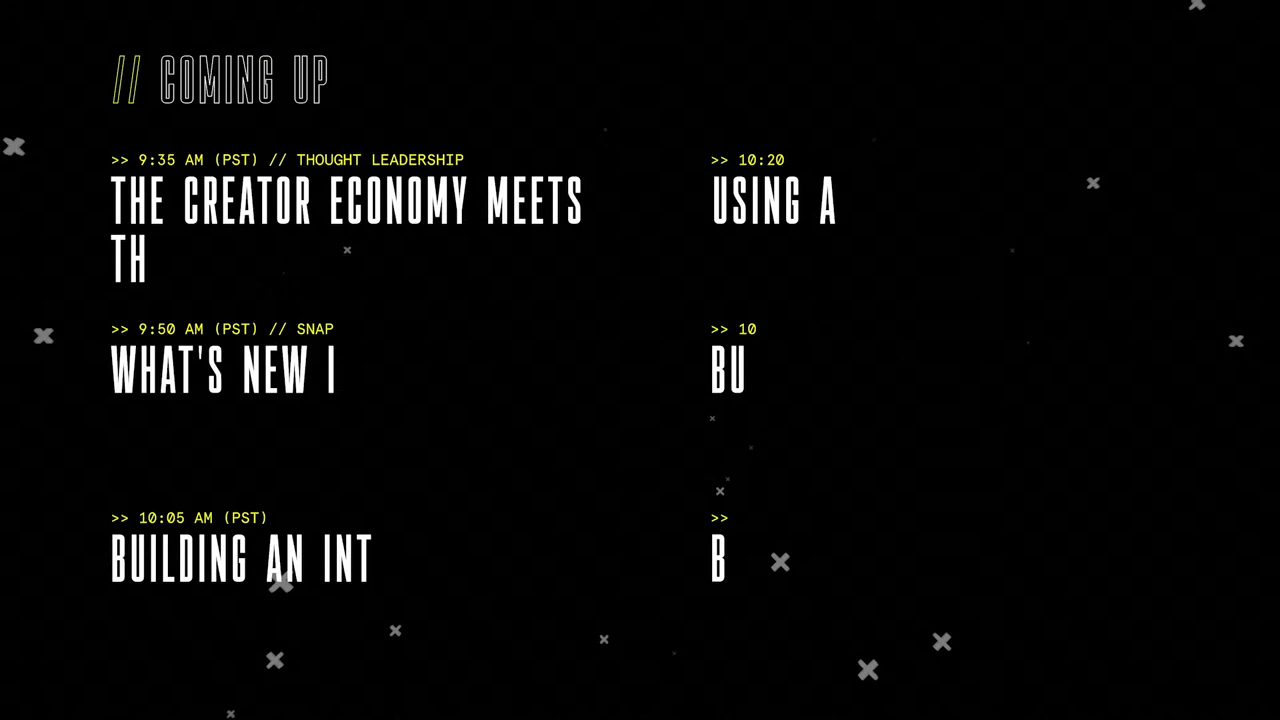 // COMING UP
>> 9:35 AM (PST) // THOUGHT LEADERSHIP
THE CREATOR ECONOMY MEETS
TH
>> 9:50 AM (PST) // SNAP
WHAT'S NEW I
>> 10:05 AM (PST)
BUILDING AN INT
>> 10:20
USING A
>> 10
BU
>>
B